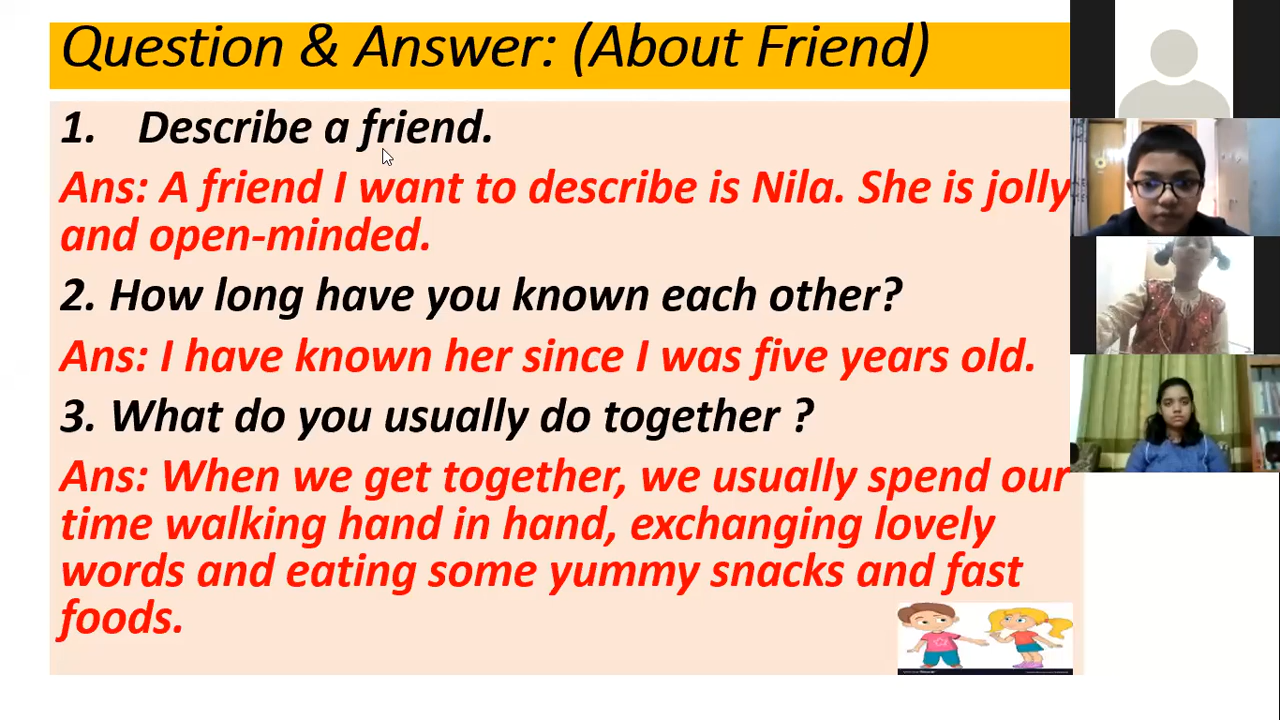 Question & Answer: (About Friend)
1. Describe a friend.
Ans: A friend I want to describe is Nila. She is jolly
and open-minded.
2. How long have you known each other?
Ans: I have known her since I was five years old.
3. What do you usually do together ?
Ans: When we get together, we usually spend our
time walking hand in hand, exchanging lovely
words and eating some yummy snacks and fast
foods.